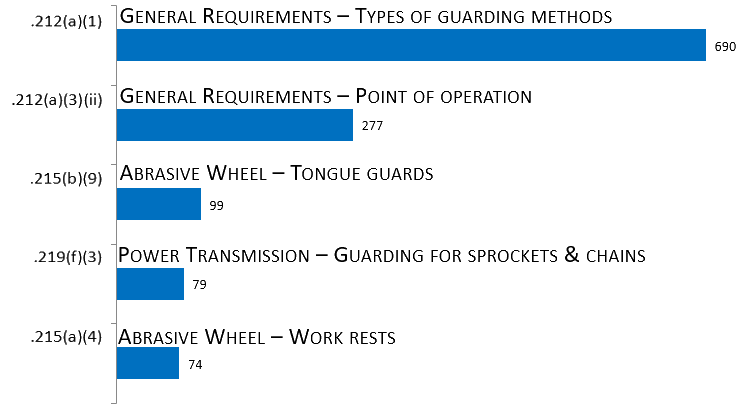 .212(a)(1) General Requirements – Types of guarding methods
690
.212(a)(3)(ii) General Requirements – Point of operation
277
.215(b)(9) Abrasive Wheel – Tongue guards
99
.219(f)(3) Power Transmission – Guarding for sprockets & chains
79
.215(a)(4) Abrasive Wheel – Work rests
74